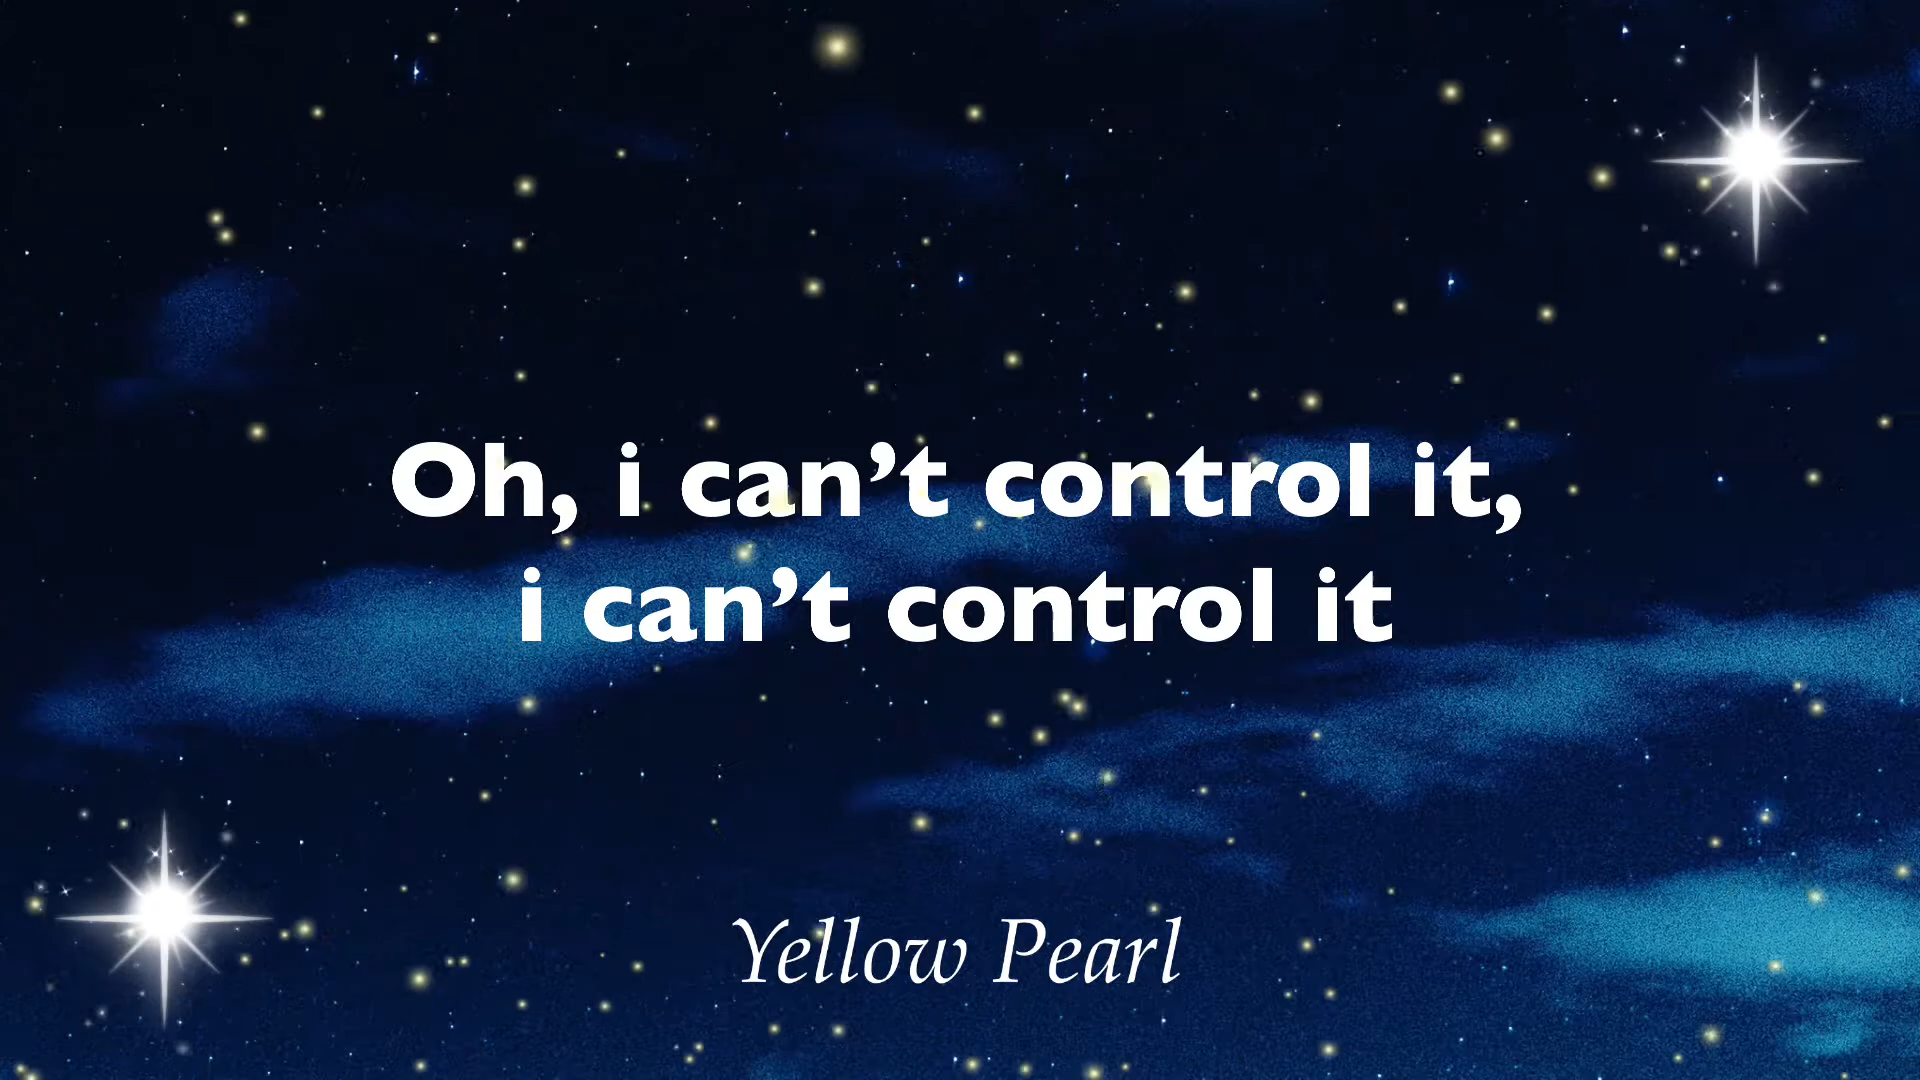 Oh, i can’t control it,
i can’t control it
Yellow Pearl